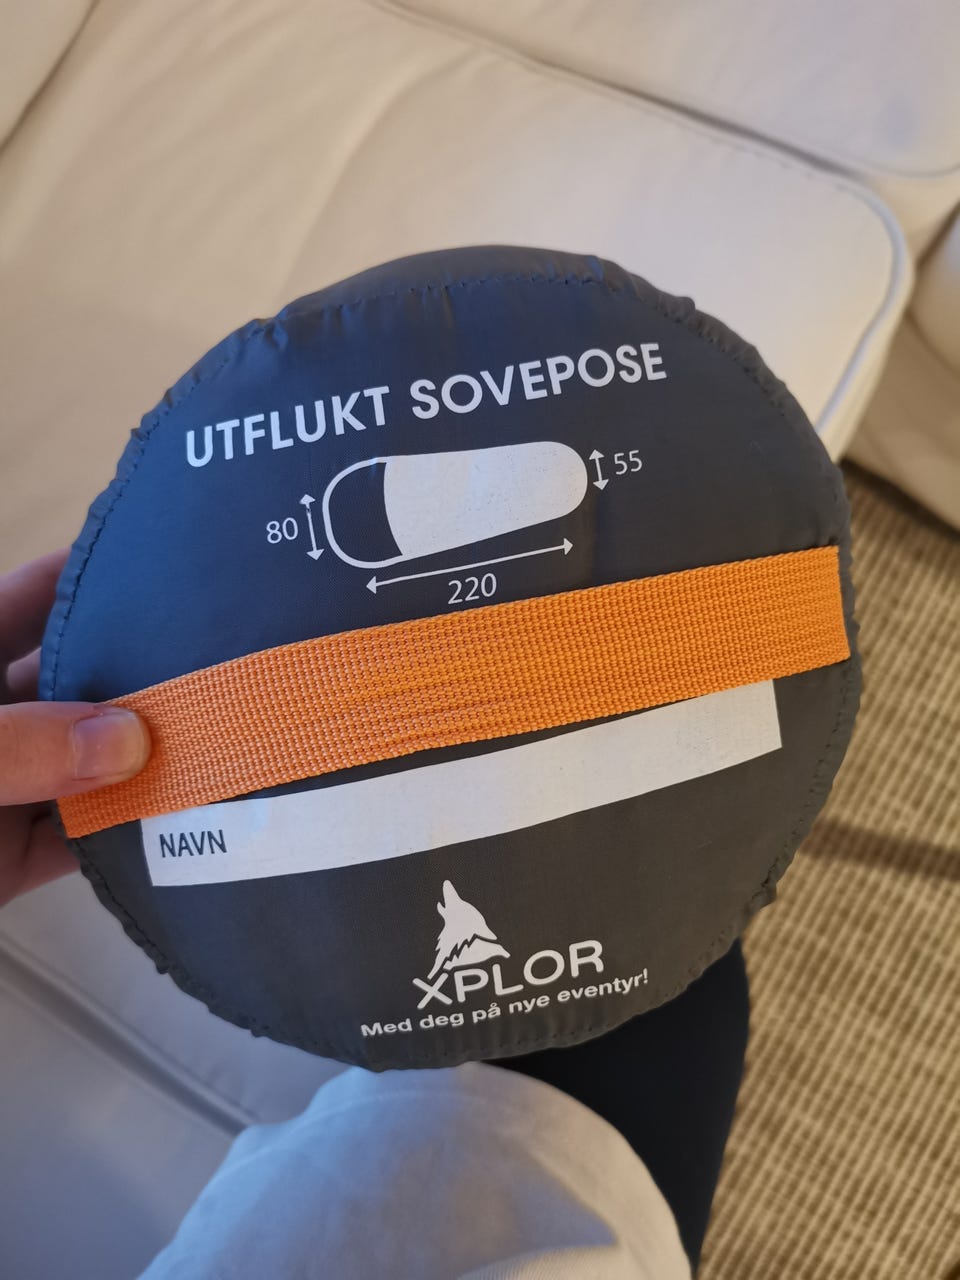 UTFLUKT SOVEPOSE
55
80
220
NAVN
XPLOR
Med deg på nye eventyr!